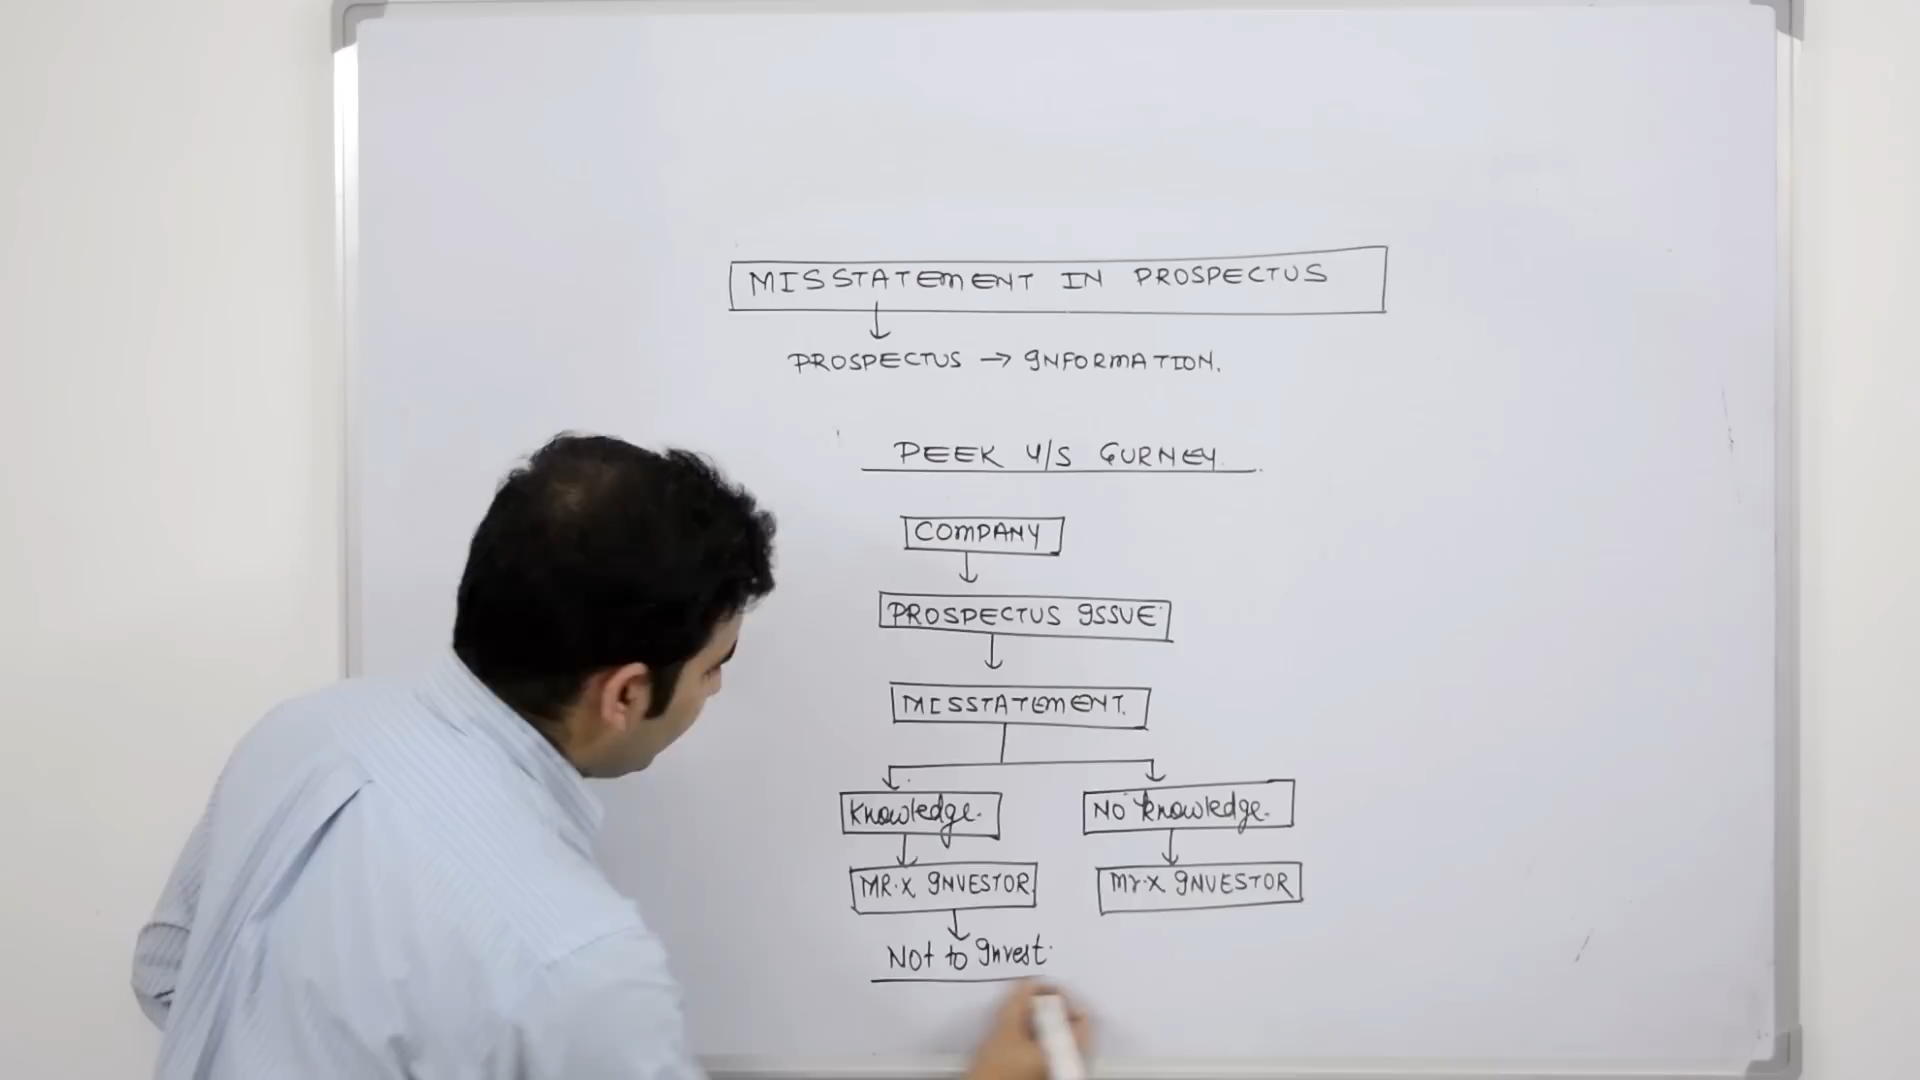 MISSTATEMENT IN PROSPECTUS
PROSPECTUS → INFORMATION.
PEEK V/S GURNEY.
COMPANY
PROSPECTUS ISSUE
MISSTATEMENT.
Knowledge. NO knowledge.
MR. X INVESTOR Mr. X INVESTOR
Not to Invest.